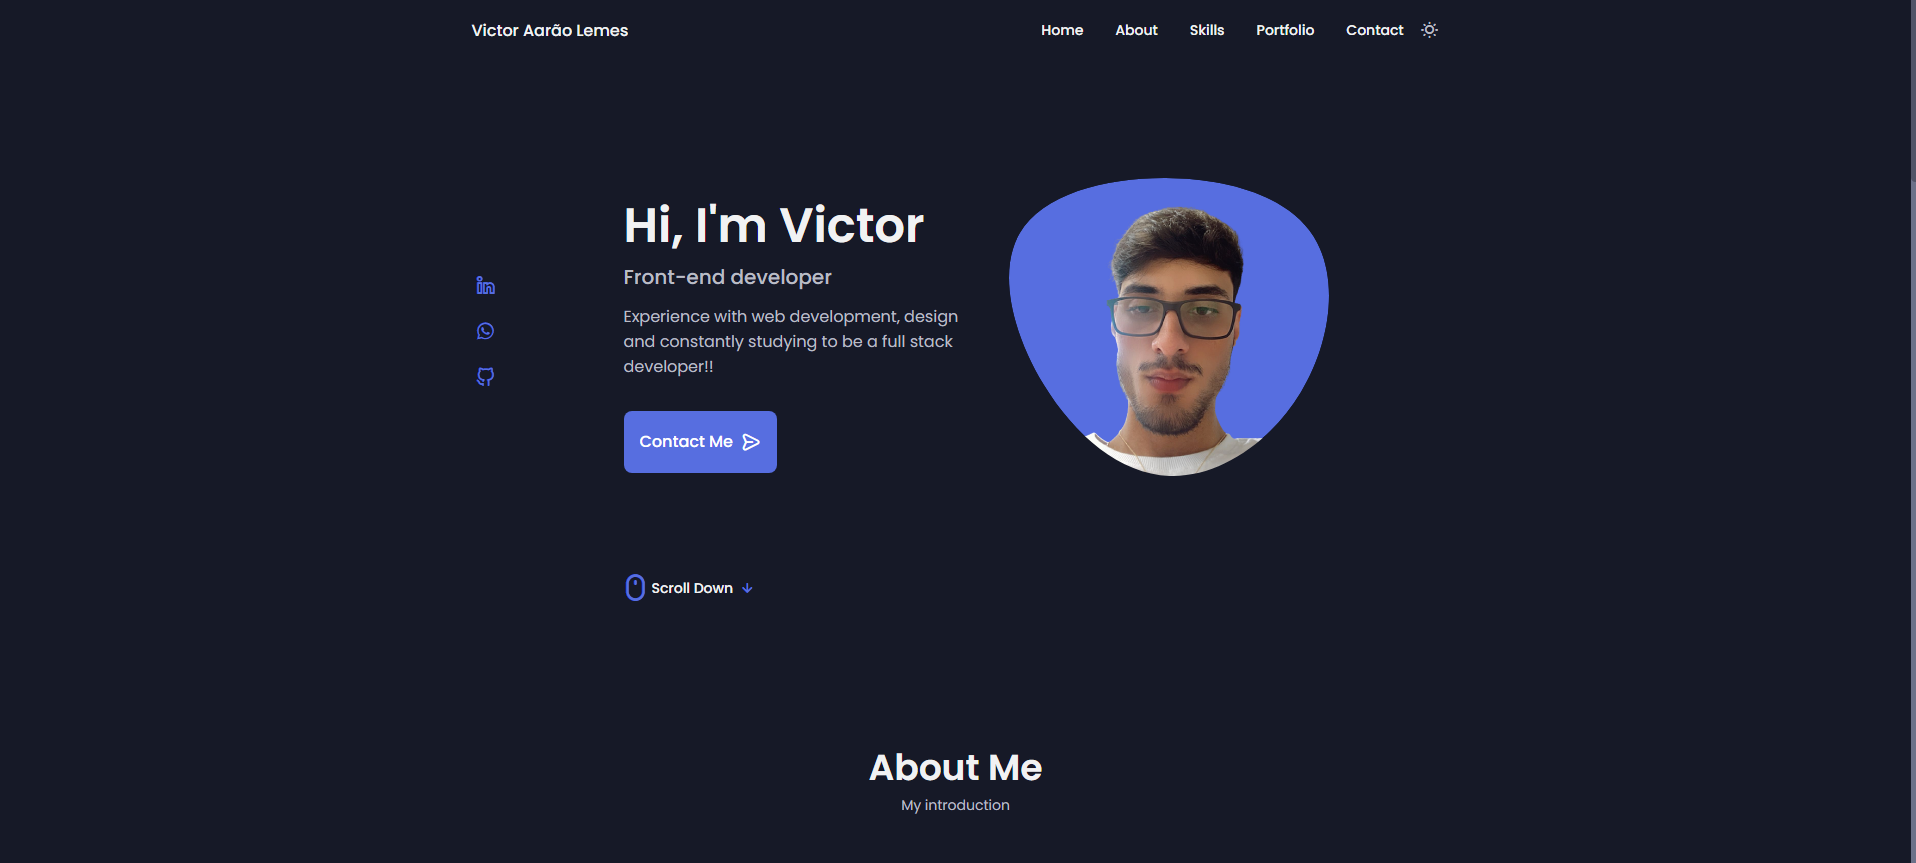 Victor Aarão Lemes
Home About Skills Portfolio Contact
Hi, I'm Victor
Front-end developer
Experience with web development, design
and constantly studying to be a full stack
developer!!
Contact Me
Scroll Down
About Me
My introduction